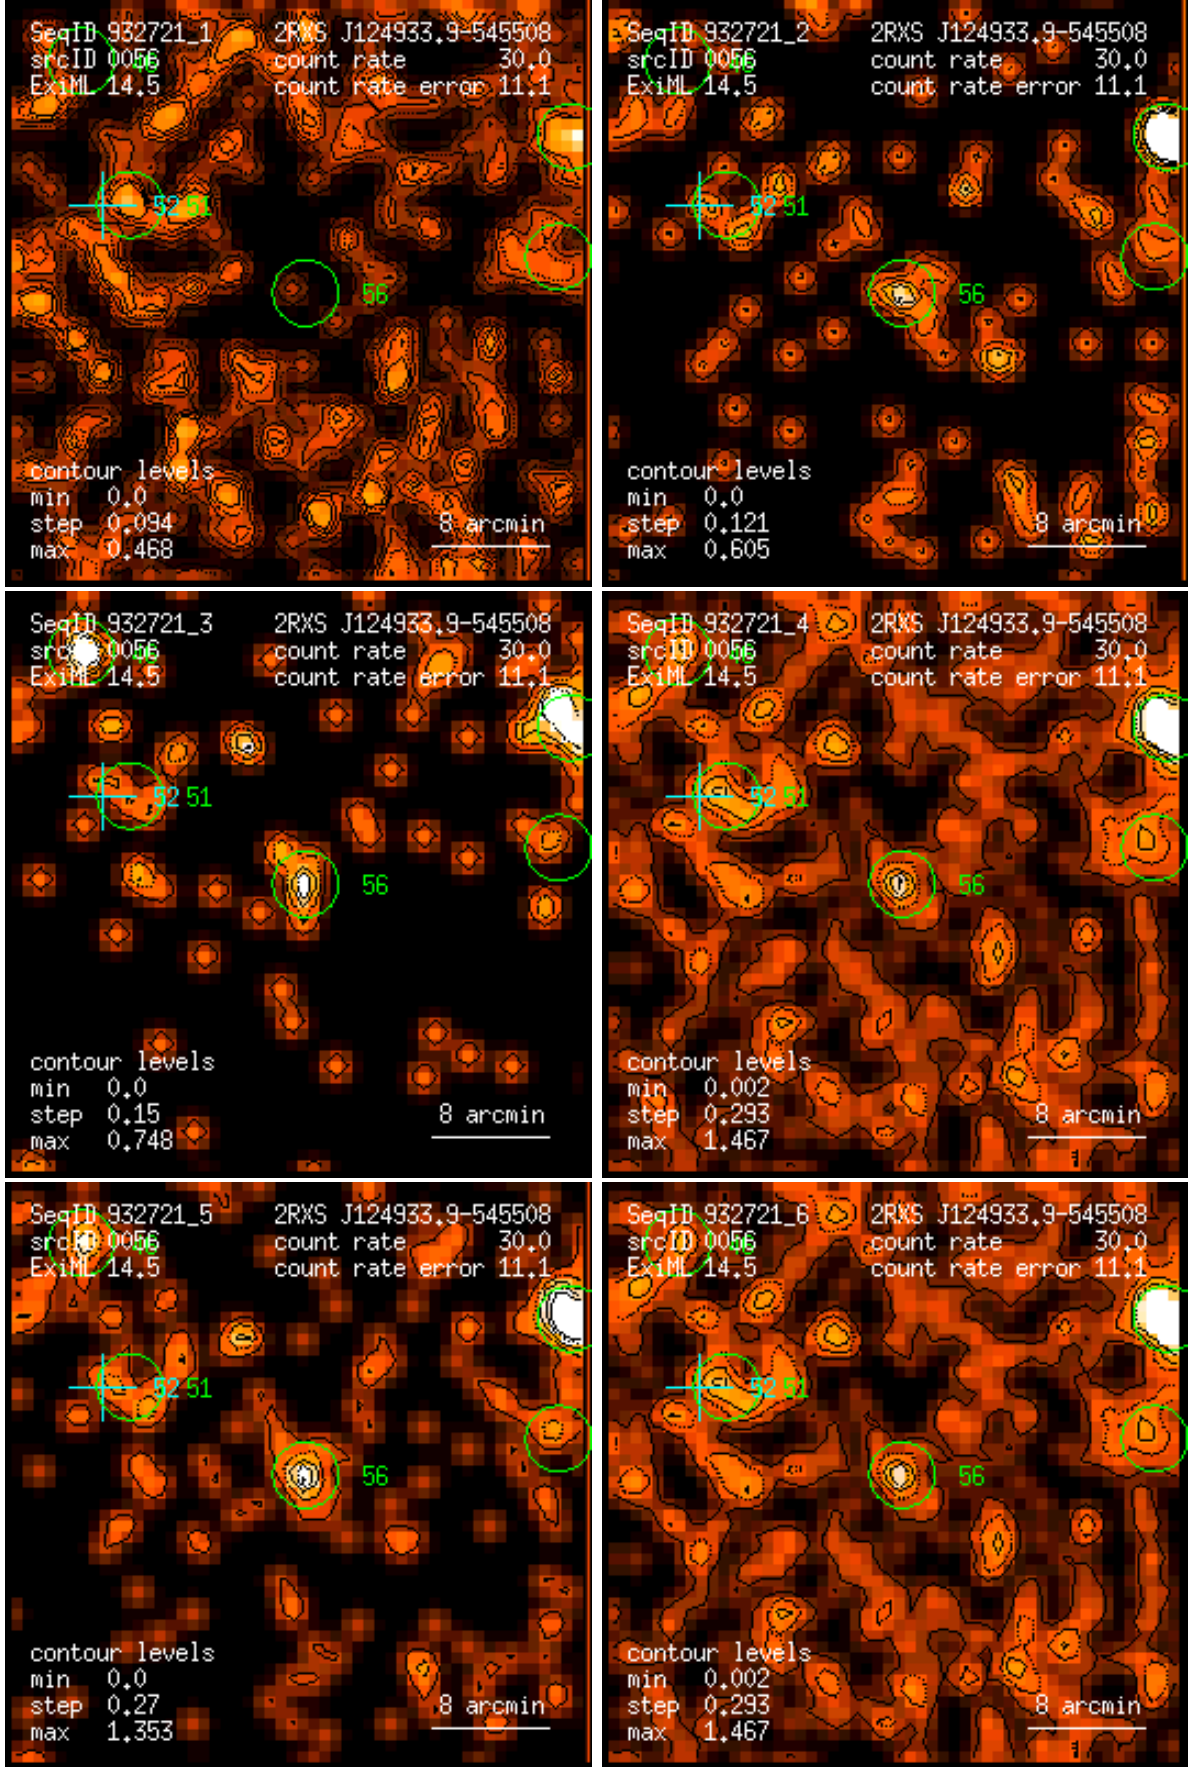 SeqID 932721_1 2RXS J124933.9-545508
srcID 0056 count rate 30.0
ExiML 14.5 count rate error 11.1
46
52 51
56
contour levels
min 0.0
step 0.094
max 0.468
8 arcmin
SeqID 932721_2 2RXS J124933.9-545508
srcID 0056 count rate 30.0
ExiML 14.5 count rate error 11.1
46
52 51
56
contour levels
min 0.0
step 0.121
max 0.605
8 arcmin
SeqID 932721_3 2RXS J124933.9-545508
srcID 0056 count rate 30.0
ExiML 14.5 count rate error 11.1
46
52 51
56
contour levels
min 0.0
step 0.15
max 0.748
8 arcmin
SeqID 932721_4 2RXS J124933.9-545508
srcID 0056 count rate 30.0
ExiML 14.5 count rate error 11.1
46
52 51
56
contour levels
min 0.002
step 0.293
max 1.467
8 arcmin
SeqID 932721_5 2RXS J124933.9-545508
srcID 0056 count rate 30.0
ExiML 14.5 count rate error 11.1
46
52 51
56
contour levels
min 0.0
step 0.27
max 1.353
8 arcmin
SeqID 932721_6 2RXS J124933.9-545508
srcID 0056 count rate 30.0
ExiML 14.5 count rate error 11.1
46
52 51
56
contour levels
min 0.002
step 0.293
max 1.467
8 arcmin